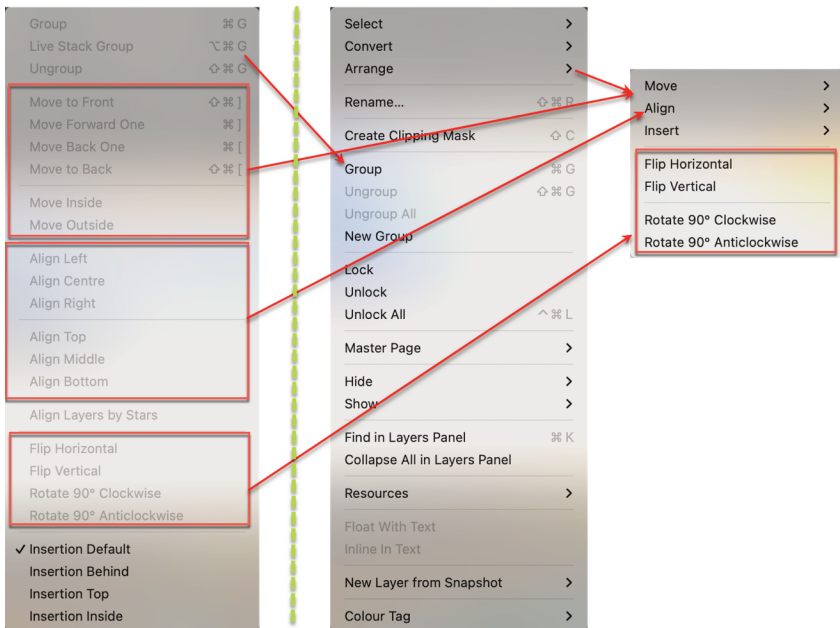 Group ⌘ G
Live Stack Group ⌥ ⌘ G
Ungroup ⇧ ⌘ G
Move to Front ⇧ ⌘ ]
Move Forward One ⌘ ]
Move Back One ⌘ [
Move to Back ⇧ ⌘ [
Move Inside
Move Outside
Align Left
Align Centre
Align Right
Align Top
Align Middle
Align Bottom
Align Layers by Stars
Flip Horizontal
Flip Vertical
Rotate 90° Clockwise
Rotate 90° Anticlockwise
✓ Insertion Default
Insertion Behind
Insertion Top
Insertion Inside
Select >
Convert >
Arrange >
Rename... ⇧ ⌘ R
Create Clipping Mask ⇧ C
Group ⌘ G
Ungroup ⇧ ⌘ G
Ungroup All
New Group
Lock
Unlock
Unlock All ^ ⌘ L
Master Page >
Hide >
Show >
Find in Layers Panel ⌘ K
Collapse All in Layers Panel
Resources >
Float With Text
Inline In Text
New Layer from Snapshot >
Colour Tag >
Move >
Align >
Insert >
Flip Horizontal
Flip Vertical
Rotate 90° Clockwise
Rotate 90° Anticlockwise